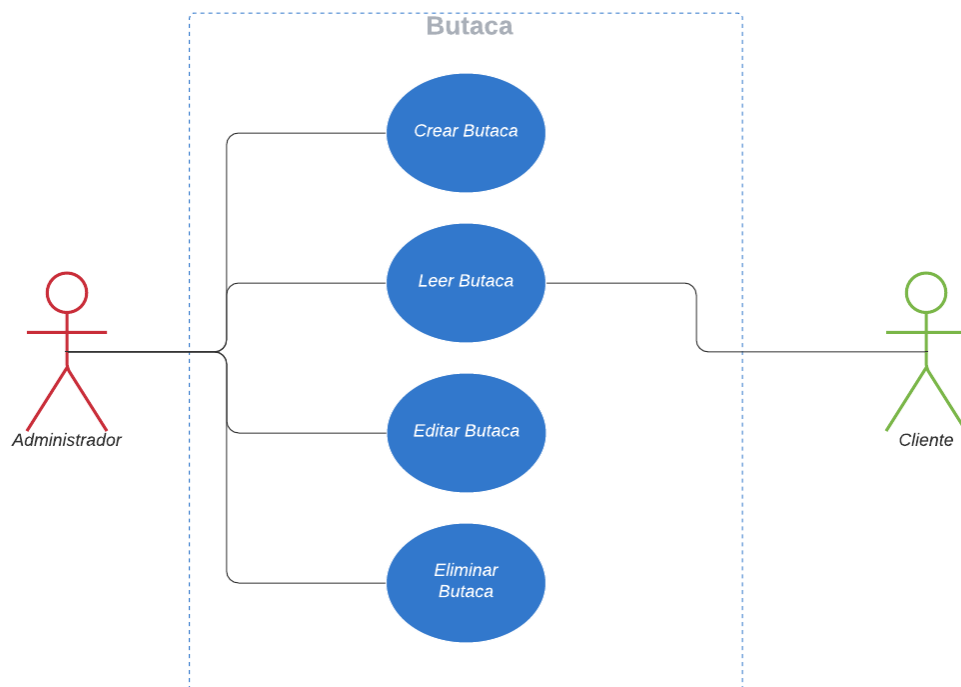 Butaca
Crear Butaca
Leer Butaca
Editar Butaca
Eliminar
Butaca
Administrador
Cliente